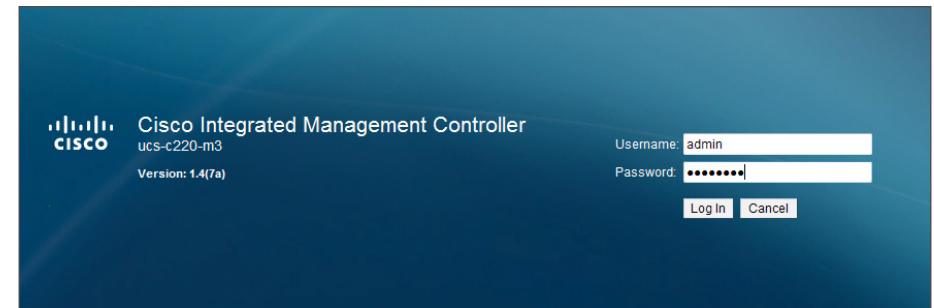 CISCO
Cisco Integrated Management Controller
ucs-c220-m3
Version: 1.4(7a)
Username: admin
Password: ●●●●●●●●
Log In Cancel